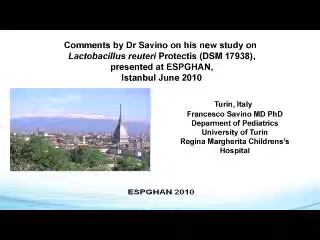 Comments by Dr Savino on his new study on
Lactobacillus reuteri Protectis (DSM 17938),
presented at ESPGHAN,
Istanbul June 2010
Turin, Italy
Francesco Savino MD PhD
Deparment of Pediatrics
University of Turin
Regina Margherita Childrens's
Hospital
ESPGHAN 2010